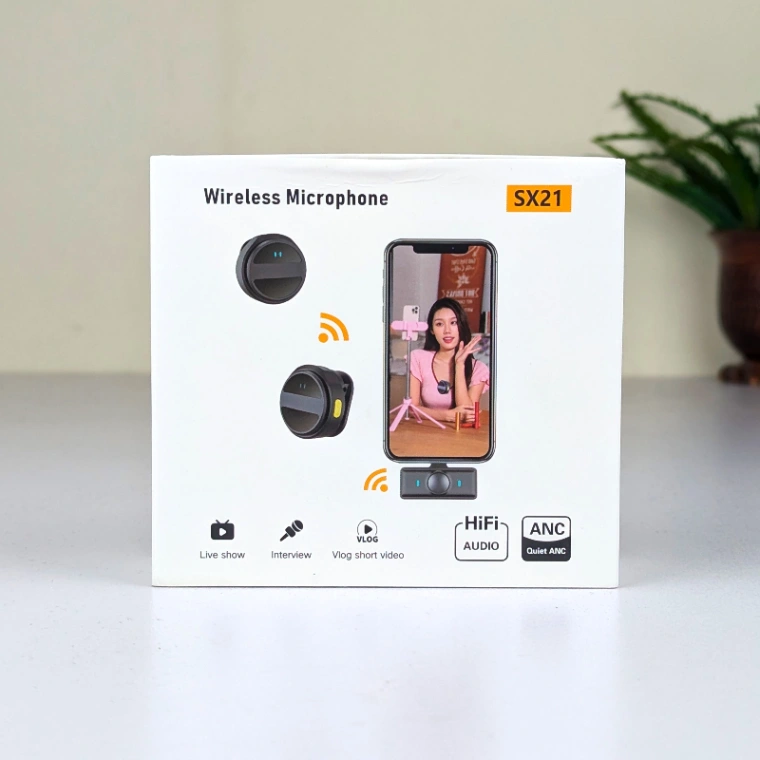 Wireless Microphone
SX21
VLOG
Live show
Interview
Vlog short video
HiFi
AUDIO
ANC
Quiet ANC